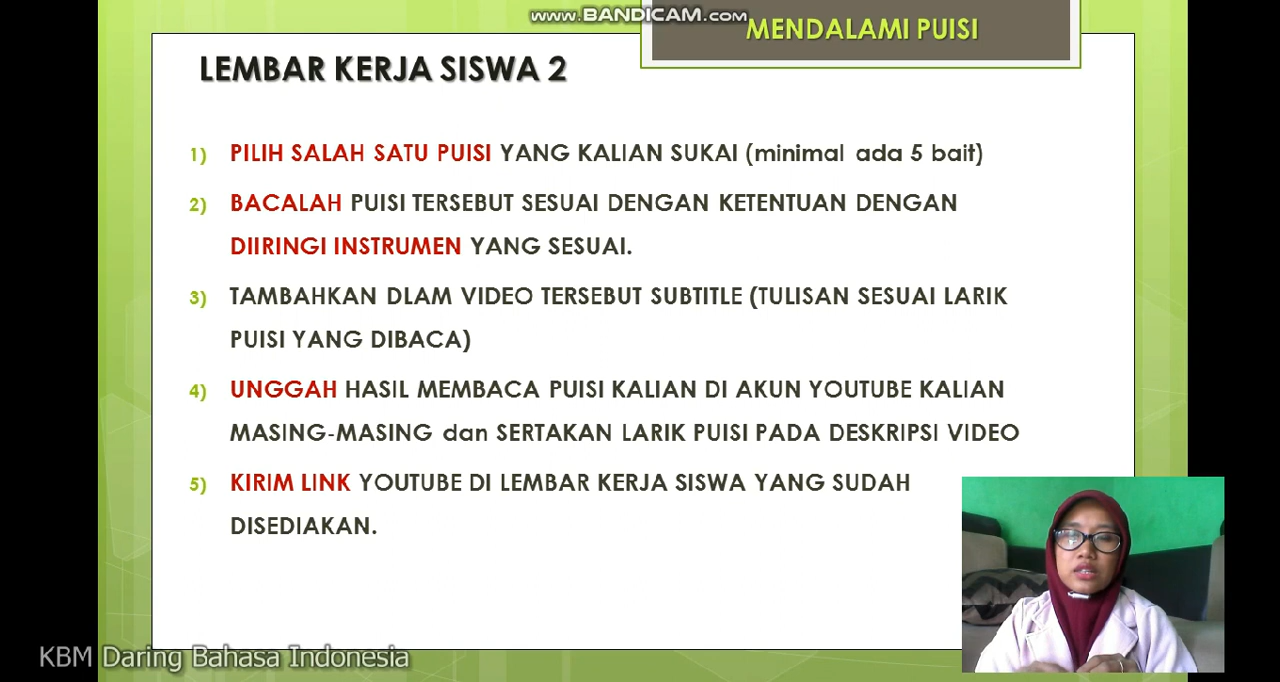 WWW.BANDICAM.COM
MENDALAMI PUISI
LEMBAR KERJA SISWA 2
1) PILIH SALAH SATU PUISI YANG KALIAN SUKAI (minimal ada 5 bait)
2) BACALAH PUISI TERSEBUT SESUAI DENGAN KETENTUAN DENGAN
DIIRINGI INSTRUMEN YANG SESUAI.
3) TAMBAHKAN DLAM VIDEO TERSEBUT SUBTITLE (TULISAN SESUAI LARIK
PUISI YANG DIBACA)
4) UNGGAH HASIL MEMBACA PUISI KALIAN DI AKUN YOUTUBE KALIAN
MASING-MASING dan SERTAKAN LARIK PUISI PADA DESKRIPSI VIDEO
5) KIRIM LINK YOUTUBE DI LEMBAR KERJA SISWA YANG SUDAH
DISEDIAKAN.
KBM Daring Bahasa Indonesia